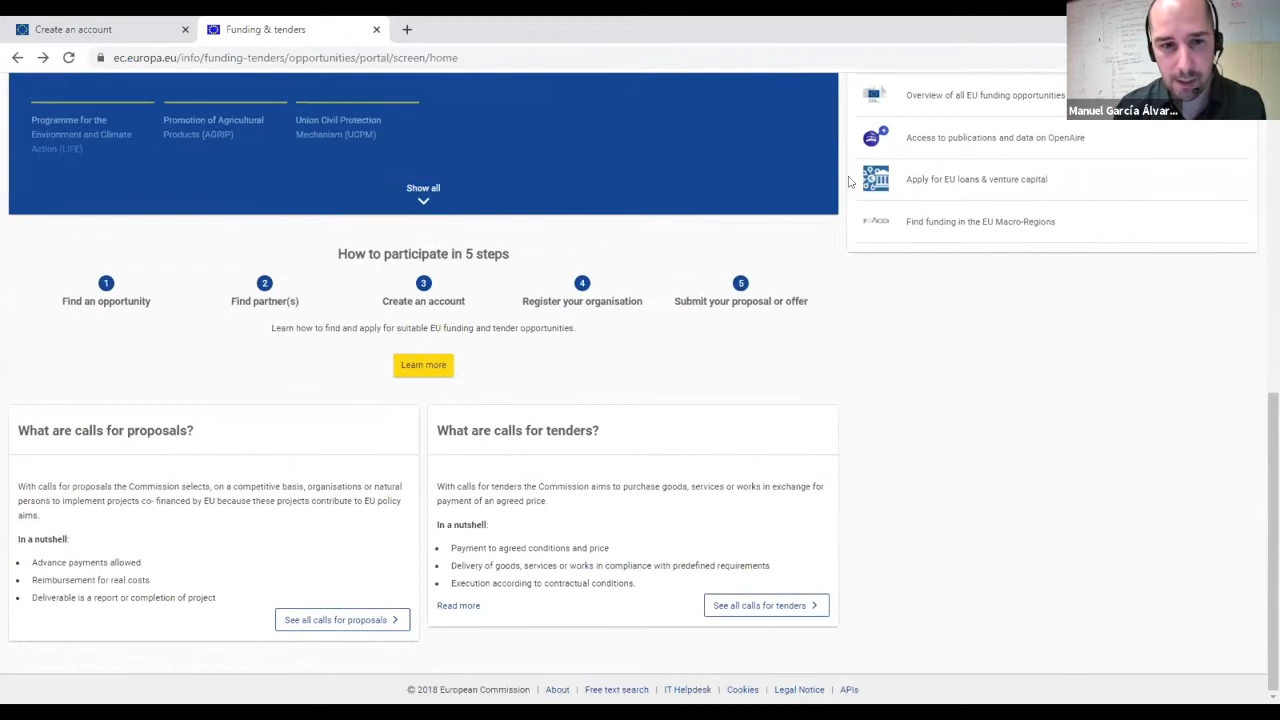 Create an account
Funding & tenders
ec.europa.eu/info/funding-tenders/opportunities/portal/screen/home
Manuel García Álvar...
Programme for the
Environment and Climate
Action (LIFE)
Promotion of Agricultural
Products (AGRIP)
Union Civil Protection
Mechanism (UCPM)
Show all
Overview of all EU funding opportunities
Access to publications and data on OpenAire
Apply for EU loans & venture capital
Find funding in the EU Macro-Regions
How to participate in 5 steps
1
2
3
4
5
Find an opportunity
Find partner(s)
Create an account
Register your organisation
Submit your proposal or offer
Learn how to find and apply for suitable EU funding and tender opportunities.
Learn more
What are calls for proposals?
With calls for proposals the Commission selects, on a competitive basis, organisations or natural
persons to implement projects co- financed by EU because these projects contribute to EU policy
aims.
In a nutshell:
Advance payments allowed
Reimbursement for real costs
Deliverable is a report or completion of project
See all calls for proposals
What are calls for tenders?
With calls for tenders the Commission aims to purchase goods, services or works in exchange for
payment of an agreed price.
In a nutshell:
Payment to agreed conditions and price
Delivery of goods, services or works in compliance with predefined requirements
Execution according to contractual conditions.
Read more
See all calls for tenders
© 2018 European Commission | About | Free text search | IT Helpdesk | Cookies | Legal Notice | APIs